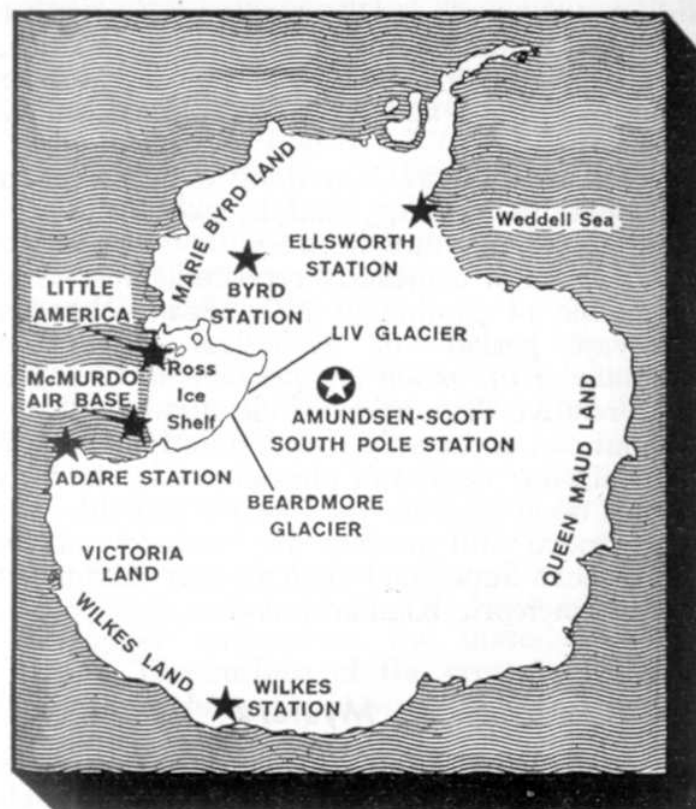 MARIE BYRD LAND
Weddell Sea
ELLSWORTH
STATION
BYRD
STATION
LITTLE
AMERICA
LIV GLACIER
Ross
Ice
Shelf
McMURDO
AIR BASE
AMUNDSEN-SCOTT
SOUTH POLE STATION
QUEEN MAUD LAND
ADARE STATION
BEARDMORE
GLACIER
VICTORIA
LAND
WILKES LAND
WILKES
STATION